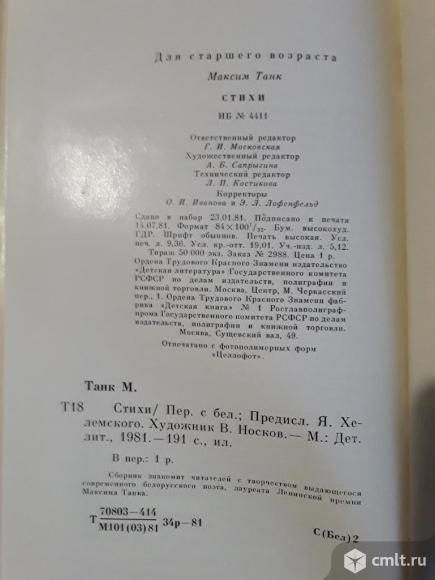 Для старшего возраста
Максим Танк
СТИХИ
ИБ № 4411
Ответственный редактор
Г. И. Московская
Художественный редактор
А. Б. Сапрыгина
Технический редактор
Л. П. Костикова
Корректоры
О. И. Иванова и Э. Л. Лофенфельд
Сдано в набор 23.01.81. Подписано к печати
14.07.81. Формат 84×100¹/₃₂. Бум. высокохуд.
ГДР. Шрифт обыкнов. Печать высокая. Усл.
печ. л. 9,36. Усл. кр.-отт. 19,01. Уч.-изд. л. 5,12.
Тираж 50 000 экз. Заказ № 2988. Цена 1 р.
Ордена Трудового Красного Знамени издательство
«Детская литература» Государственного комитета
РСФСР по делам издательств, полиграфии и
книжной торговли. Москва, Центр, М. Черкасский
пер., 1. Ордена Трудового Красного Знамени фаб-
рика «Детская книга» № 1 Росглавполиграф-
прома Государственного комитета РСФСР по делам
издательств, полиграфии и книжной торговли.
Москва, Сущевский вал, 49.
Отпечатано с фотополимерных форм
«Целлофот».
Танк М.
Т18 Стихи/ Пер. с бел.; Предисл. Я. Хе-
лемского. Художник В. Носков.— М.: Дет.
лит., 1981.—191 с., ил.
В пер.: 1 р.
Сборник знакомит читателей с творчеством выдающегося
современного белорусского поэта, лауреата Ленинской премии
Максима Танка.
Т 70803—414
М101(03)81 34р—81
С(Бел)2
cmlt.ru